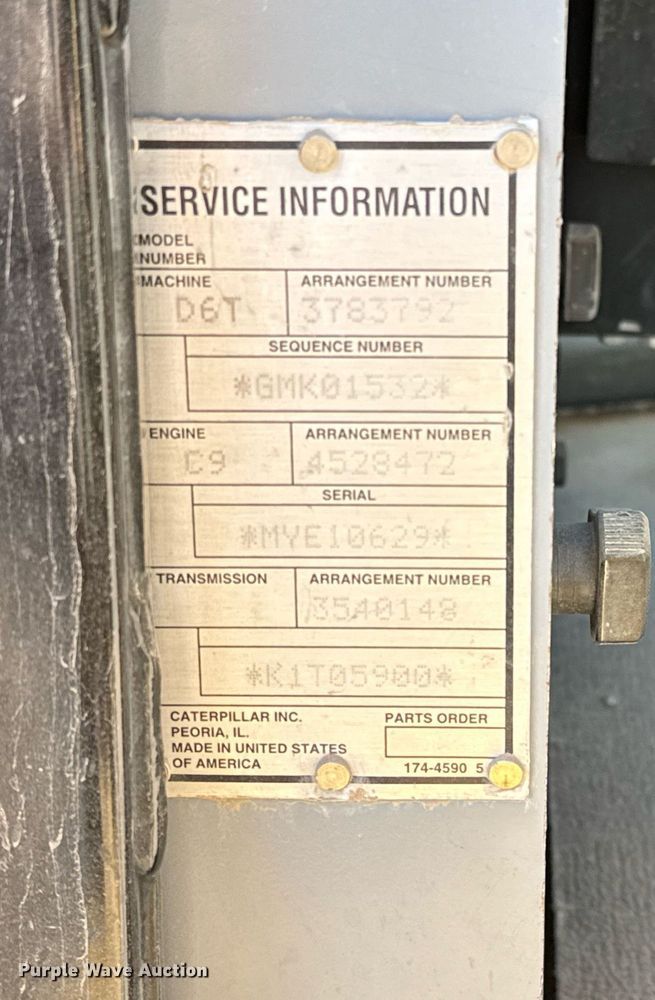 SERVICE INFORMATION
MODEL
NUMBER
MACHINE ARRANGEMENT NUMBER
D6T 3783792
SEQUENCE NUMBER
*GMK01532*
ENGINE ARRANGEMENT NUMBER
C9 4528472
SERIAL
*MYE10629*
TRANSMISSION ARRANGEMENT NUMBER
3540148
*K1T05900*
CATERPILLAR INC. PARTS ORDER
PEORIA, IL.
MADE IN UNITED STATES
OF AMERICA 174-4590 5
Purple Wave Auction